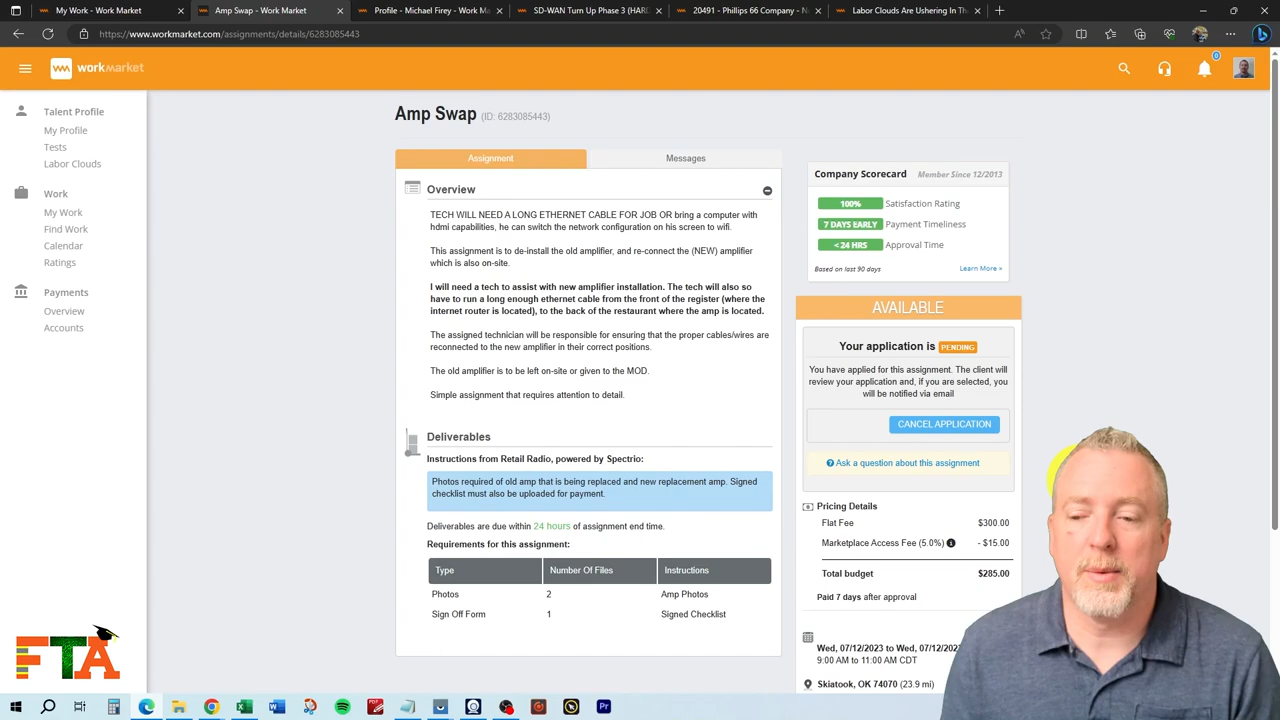 My Work - Work Market
Amp Swap - Work Market
Profile - Michael Firey - Work M
SD-WAN Turn Up Phase 3 (HARD
20491 - Phillips 66 Company - N
Labor Clouds Are Ushering In The
https://www.workmarket.com/assignments/details/6283085443
workmarket
0
Talent Profile
My Profile
Tests
Labor Clouds
Work
My Work
Find Work
Calendar
Ratings
Payments
Overview
Accounts
Amp Swap (ID: 6283085443)
Assignment
Messages
Overview
TECH WILL NEED A LONG ETHERNET CABLE FOR JOB OR bring a computer with
hdmi capabilities, he can switch the network configuration on his screen to wifi.
This assignment is to de-install the old amplifier, and re-connect the (NEW) amplifier
which is also on-site.
I will need a tech to assist with new amplifier installation. The tech will also so
have to run a long enough ethernet cable from the front of the register (where the
internet router is located), to the back of the restaurant where the amp is located.
The assigned technician will be responsible for ensuring that the proper cables/wires are
reconnected to the new amplifier in their correct positions.
The old amplifier is to be left on-site or given to the MOD.
Simple assignment that requires attention to detail.
Deliverables
Instructions from Retail Radio, powered by Spectrio:
Photos required of old amp that is being replaced and new replacement amp. Signed
checklist must also be uploaded for payment.
Deliverables are due within 24 hours of assignment end time.
Requirements for this assignment:
Type Number Of Files Instructions
Photos 2 Amp Photos
Sign Off Form 1 Signed Checklist
Company Scorecard Member Since 12/2013
100% Satisfaction Rating
7 DAYS EARLY Payment Timeliness
< 24 HRS Approval Time
Based on last 90 days Learn More »
AVAILABLE
Your application is PENDING
You have applied for this assignment. The client will
review your application and, if you are selected, you
will be notified via email
CANCEL APPLICATION
Ask a question about this assignment
Pricing Details
Flat Fee $300.00
Marketplace Access Fee (5.0%) - $15.00
Total budget $285.00
Paid 7 days after approval
Wed, 07/12/2023 to Wed, 07/12/202
9:00 AM to 11:00 AM CDT
Skiatook, OK 74070 (23.9 mi)
FTA